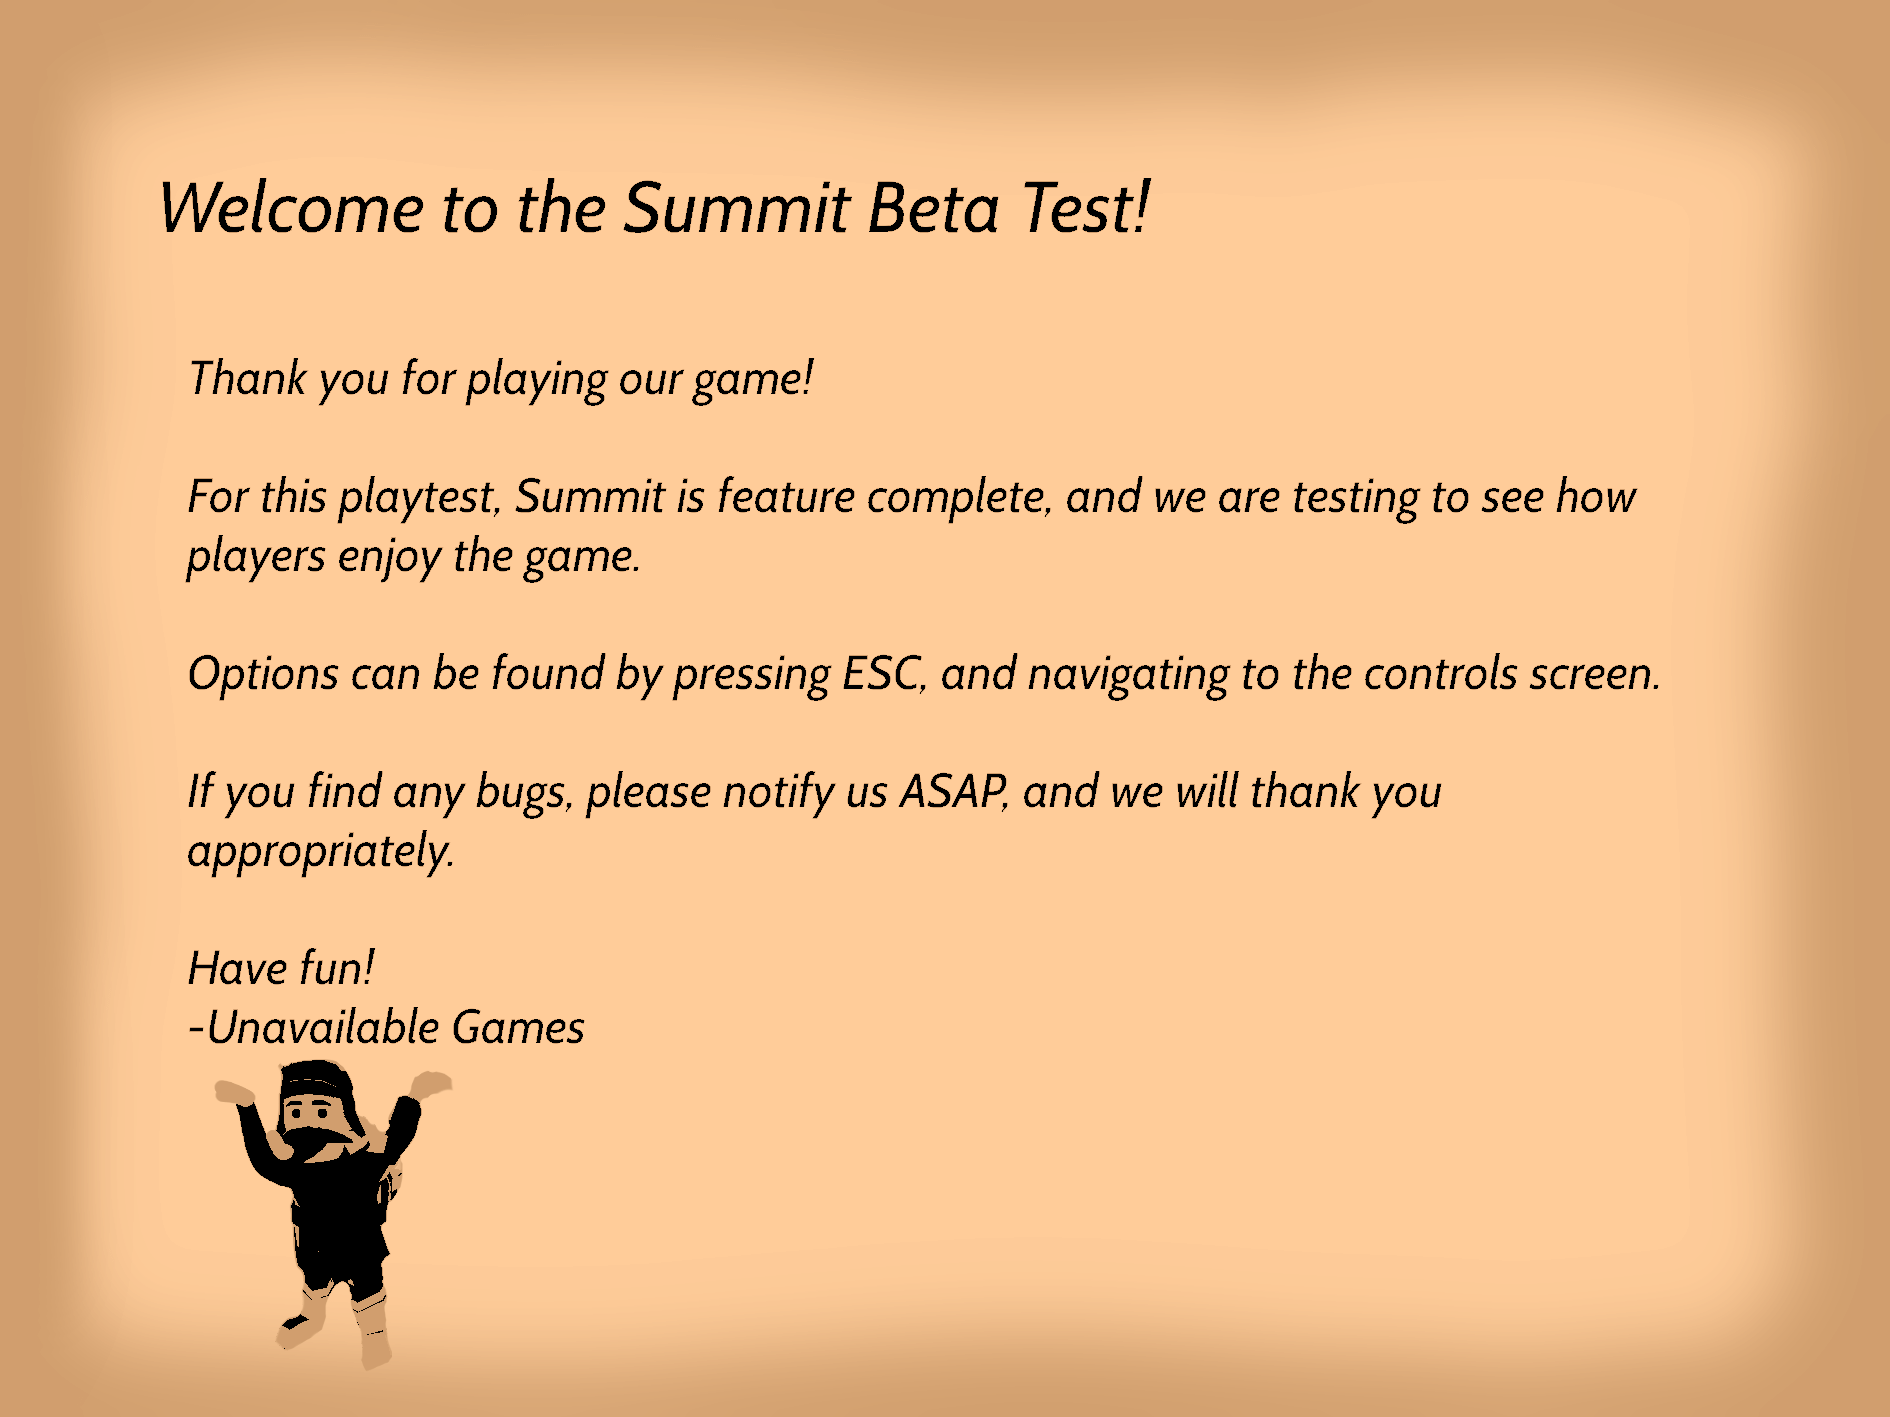 Welcome to the Summit Beta Test!
Thank you for playing our game!
For this playtest, Summit is feature complete, and we are testing to see how
players enjoy the game.
Options can be found by pressing ESC, and navigating to the controls screen.
If you find any bugs, please notify us ASAP, and we will thank you
appropriately.
Have fun!
-Unavailable Games